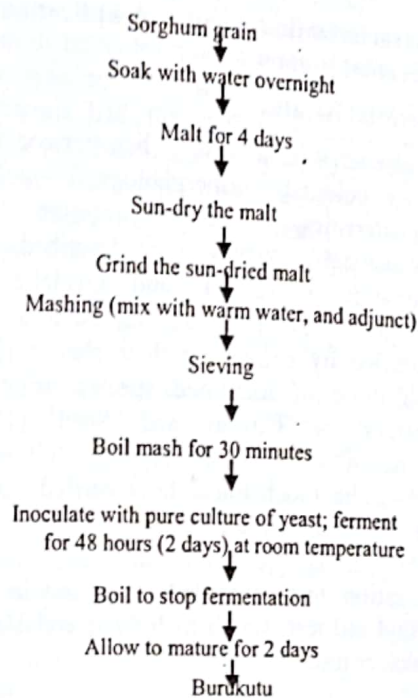 Sorghum grain
Soak with water overnight
Malt for 4 days
Sun-dry the malt
Grind the sun-dried malt
Mashing (mix with warm water, and adjunct)
Sieving
Boil mash for 30 minutes
Inoculate with pure culture of yeast; ferment
for 48 hours (2 days) at room temperature
Boil to stop fermentation
Allow to mature for 2 days
Burukutu